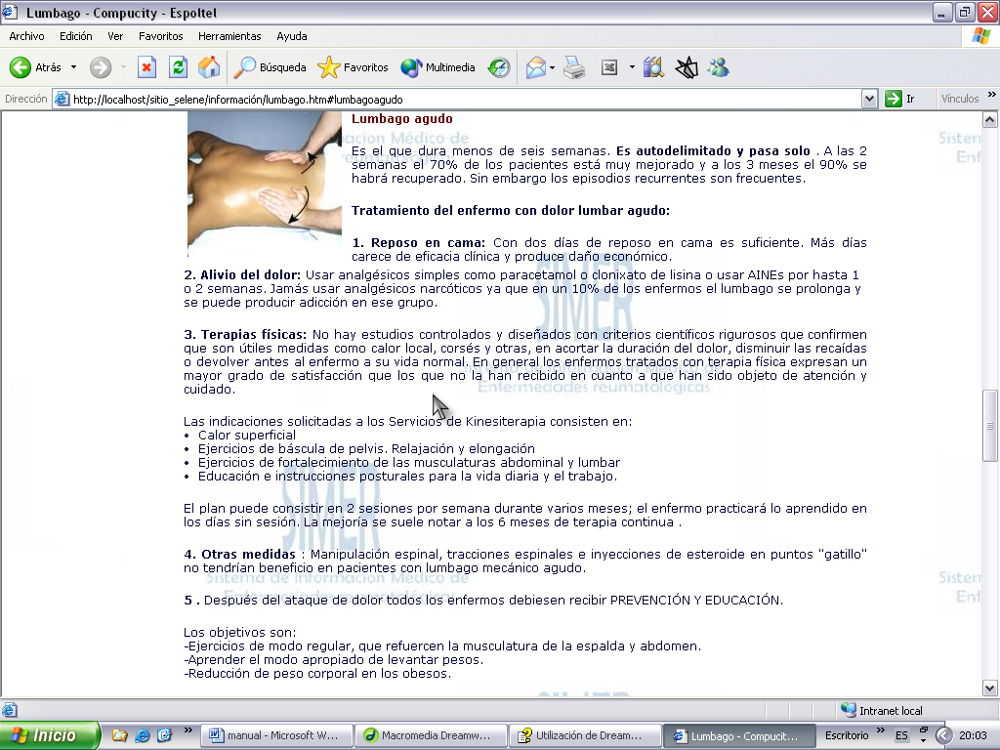 Lumbago - Compucity - Espoltel
Archivo Edición Ver Favoritos Herramientas Ayuda
Atrás Búsqueda Favoritos Multimedia
Dirección http://localhost/sitio_selene/información/lumbago.htm#lumbagoagudo Ir Vínculos »
Lumbago agudo
Es el que dura menos de seis semanas. Es autodelimitado y pasa solo . A las 2
semanas el 70% de los pacientes está muy mejorado y a los 3 meses el 90% se
habrá recuperado. Sin embargo los episodios recurrentes son frecuentes.
Tratamiento del enfermo con dolor lumbar agudo:
1. Reposo en cama: Con dos días de reposo en cama es suficiente. Más días
carece de eficacia clínica y produce daño económico.
2. Alivio del dolor: Usar analgésicos simples como paracetamol o clonixato de lisina o usar AINEs por hasta 1
o 2 semanas. Jamás usar analgésicos narcóticos ya que en un 10% de los enfermos el lumbago se prolonga y
se puede producir adicción en ese grupo.
3. Terapias físicas: No hay estudios controlados y diseñados con criterios científicos rigurosos que confirmen
que son útiles medidas como calor local, corsés y otras, en acortar la duración del dolor, disminuir las recaídas
o devolver antes al enfermo a su vida normal. En general los enfermos tratados con terapia física expresan un
mayor grado de satisfacción que los que no la han recibido en cuanto a que han sido objeto de atención y
cuidado.
Las indicaciones solicitadas a los Servicios de Kinesiterapia consisten en:
• Calor superficial
• Ejercicios de báscula de pelvis. Relajación y elongación
• Ejercicios de fortalecimiento de las musculaturas abdominal y lumbar
• Educación e instrucciones posturales para la vida diaria y el trabajo.
El plan puede consistir en 2 sesiones por semana durante varios meses; el enfermo practicará lo aprendido en
los días sin sesión. La mejoría se suele notar a los 6 meses de terapia continua .
4. Otras medidas : Manipulación espinal, tracciones espinales e inyecciones de esteroide en puntos "gatillo"
no tendrían beneficio en pacientes con lumbago mecánico agudo.
5 . Después del ataque de dolor todos los enfermos debiesen recibir PREVENCIÓN Y EDUCACIÓN.
Los objetivos son:
-Ejercicios de modo regular, que refuercen la musculatura de la espalda y abdomen.
-Aprender el modo apropiado de levantar pesos.
-Reducción de peso corporal en los obesos.
SIMER
Enfermedades reumatologicas
SIMER
Sistema de Información Médico de
Intranet local
Inicio » manual - Microsoft W... Macromedia Dreamw... Utilización de Dream... Lumbago - Compucit... Escritorio » ES 20:03